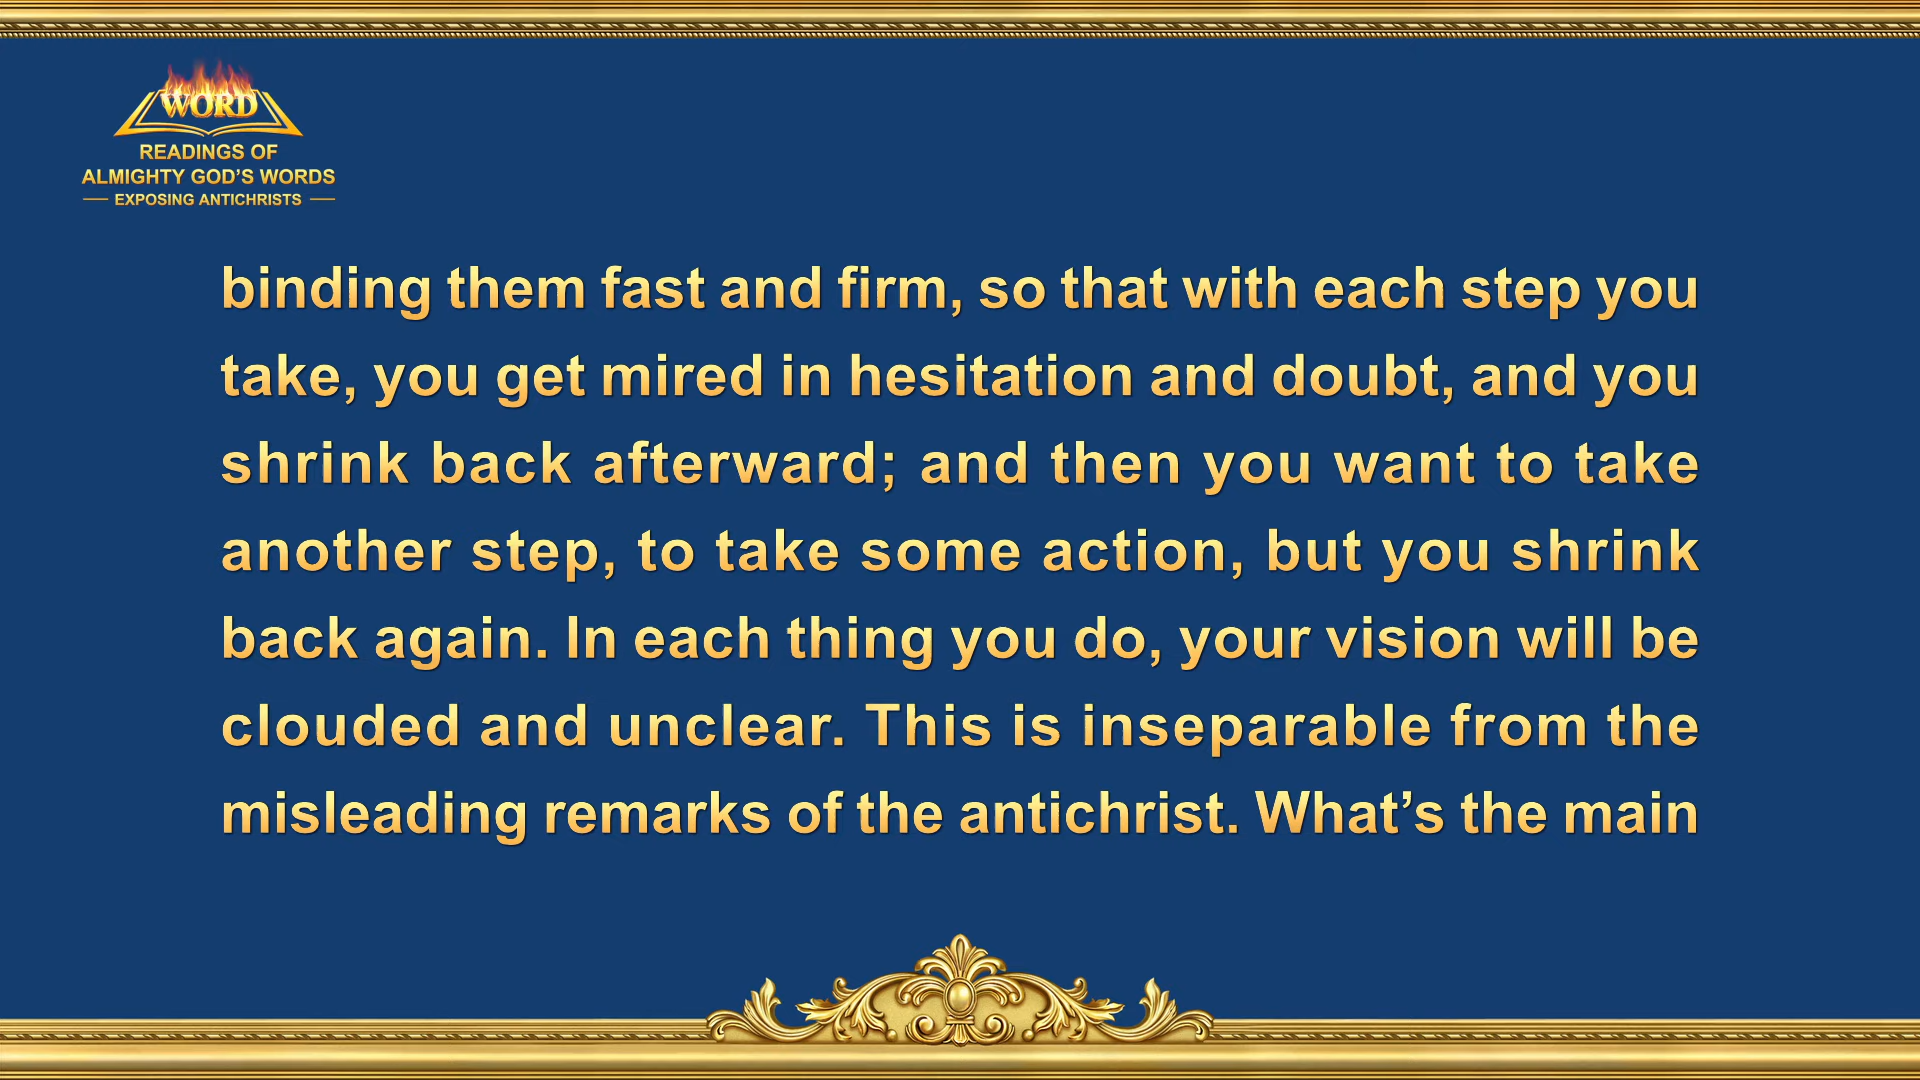 WORD
READINGS OF
ALMIGHTY GOD’S WORDS
EXPOSING ANTICHRISTS
binding them fast and firm, so that with each step you
take, you get mired in hesitation and doubt, and you
shrink back afterward; and then you want to take
another step, to take some action, but you shrink
back again. In each thing you do, your vision will be
clouded and unclear. This is inseparable from the
misleading remarks of the antichrist. What’s the main